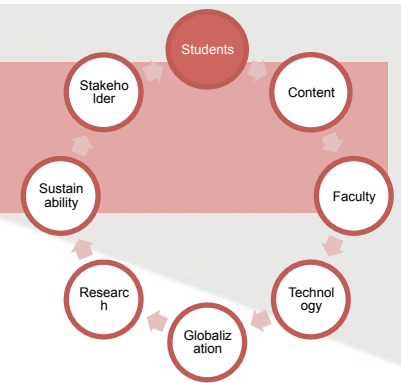 Students
Content
Faculty
Technol
ogy
Globaliz
ation
Researc
h
Sustain
ability
Stakeho
lder